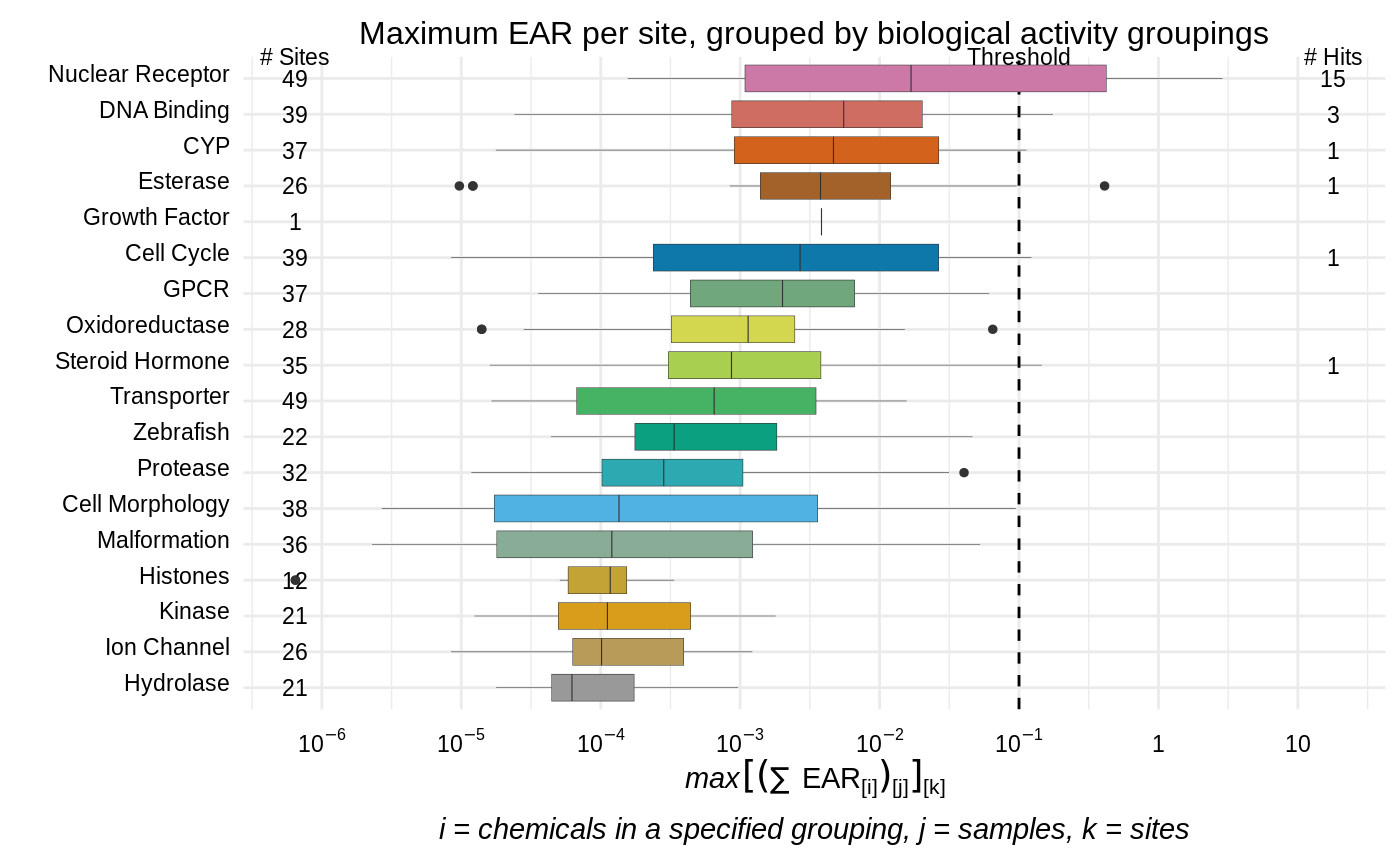 Maximum EAR per site, grouped by biological activity groupings
# Sites Threshold # Hits
Nuclear Receptor 49 15
DNA Binding 39 3
CYP 37 1
Esterase 26 1
Growth Factor 1
Cell Cycle 39 1
GPCR 37
Oxidoreductase 28
Steroid Hormone 35 1
Transporter 49
Zebrafish 22
Protease 32
Cell Morphology 38
Malformation 36
Histones 12
Kinase 21
Ion Channel 26
Hydrolase 21
10⁻⁶ 10⁻⁵ 10⁻⁴ 10⁻³ 10⁻² 10⁻¹ 1 10
max[(∑ EAR[i])[j]][k]
i = chemicals in a specified grouping, j = samples, k = sites